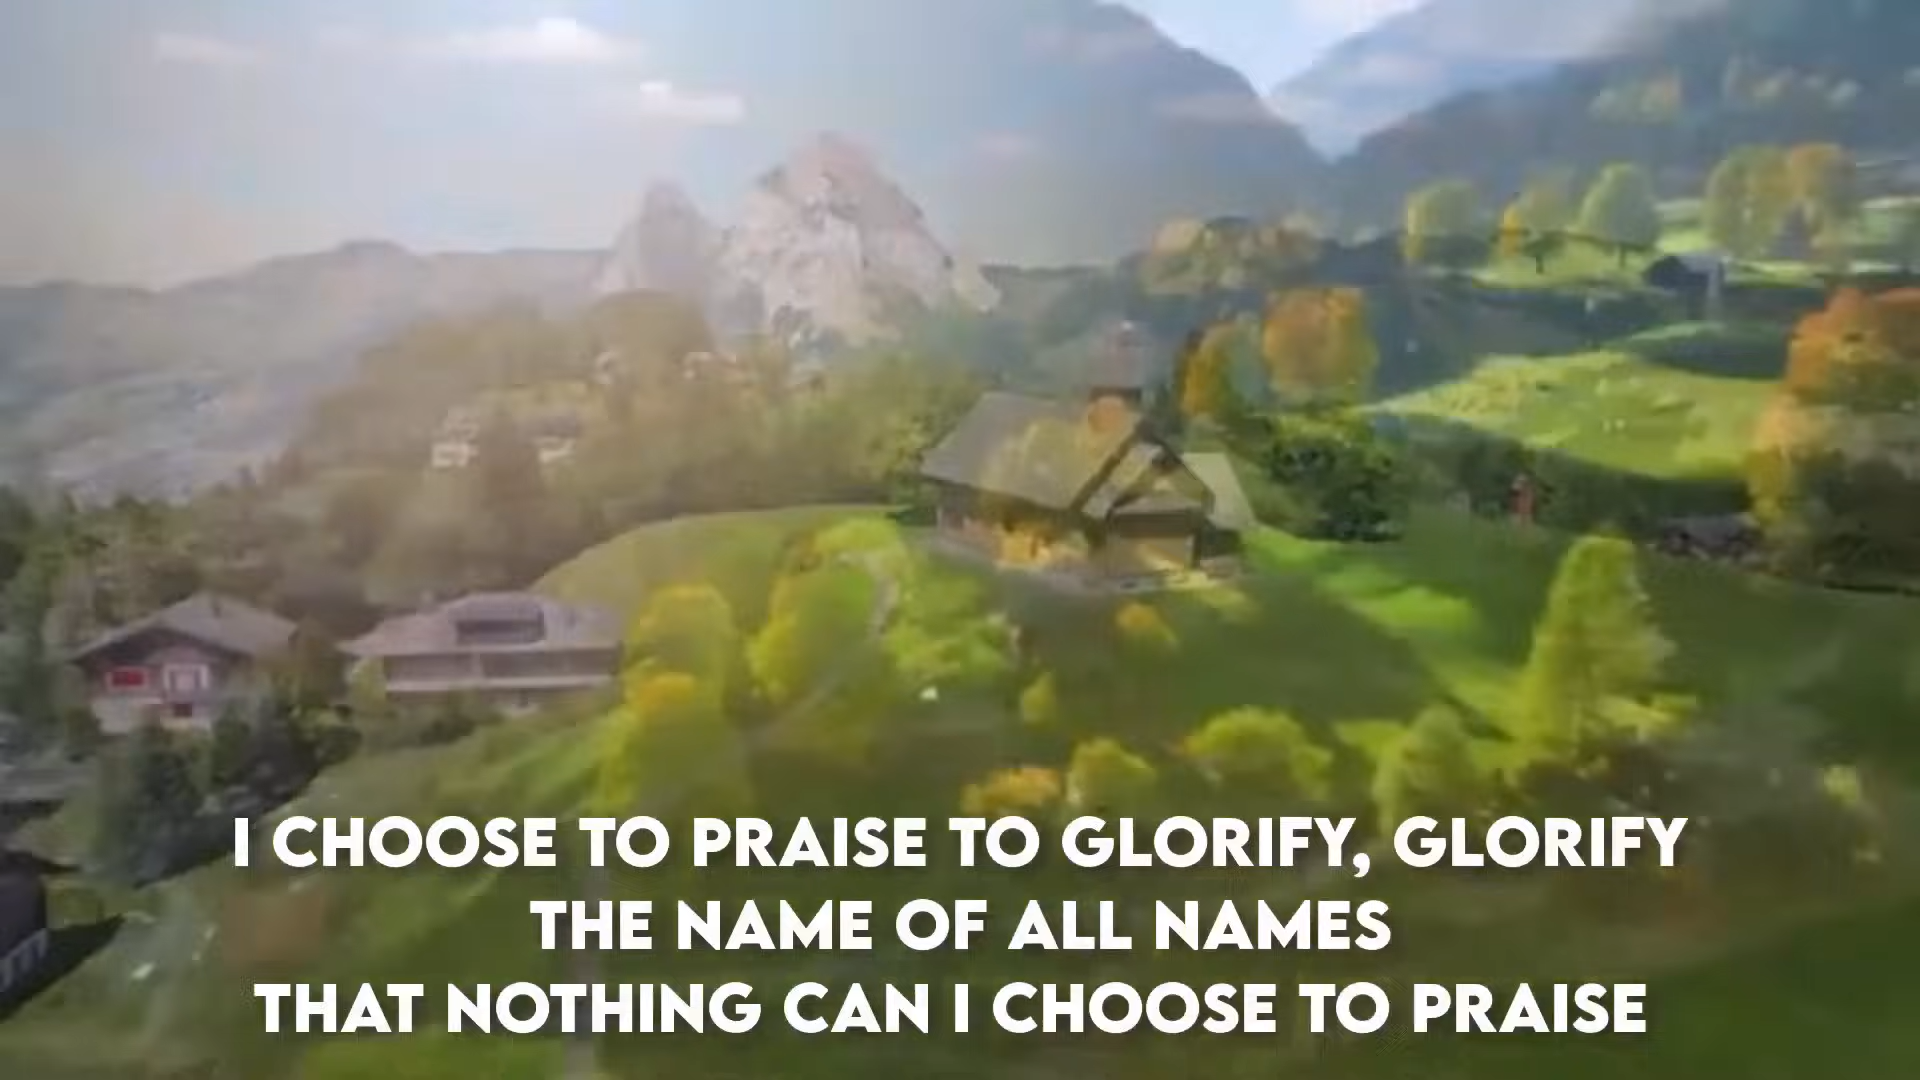 I CHOOSE TO PRAISE TO GLORIFY, GLORIFY
THE NAME OF ALL NAMES
THAT NOTHING CAN I CHOOSE TO PRAISE